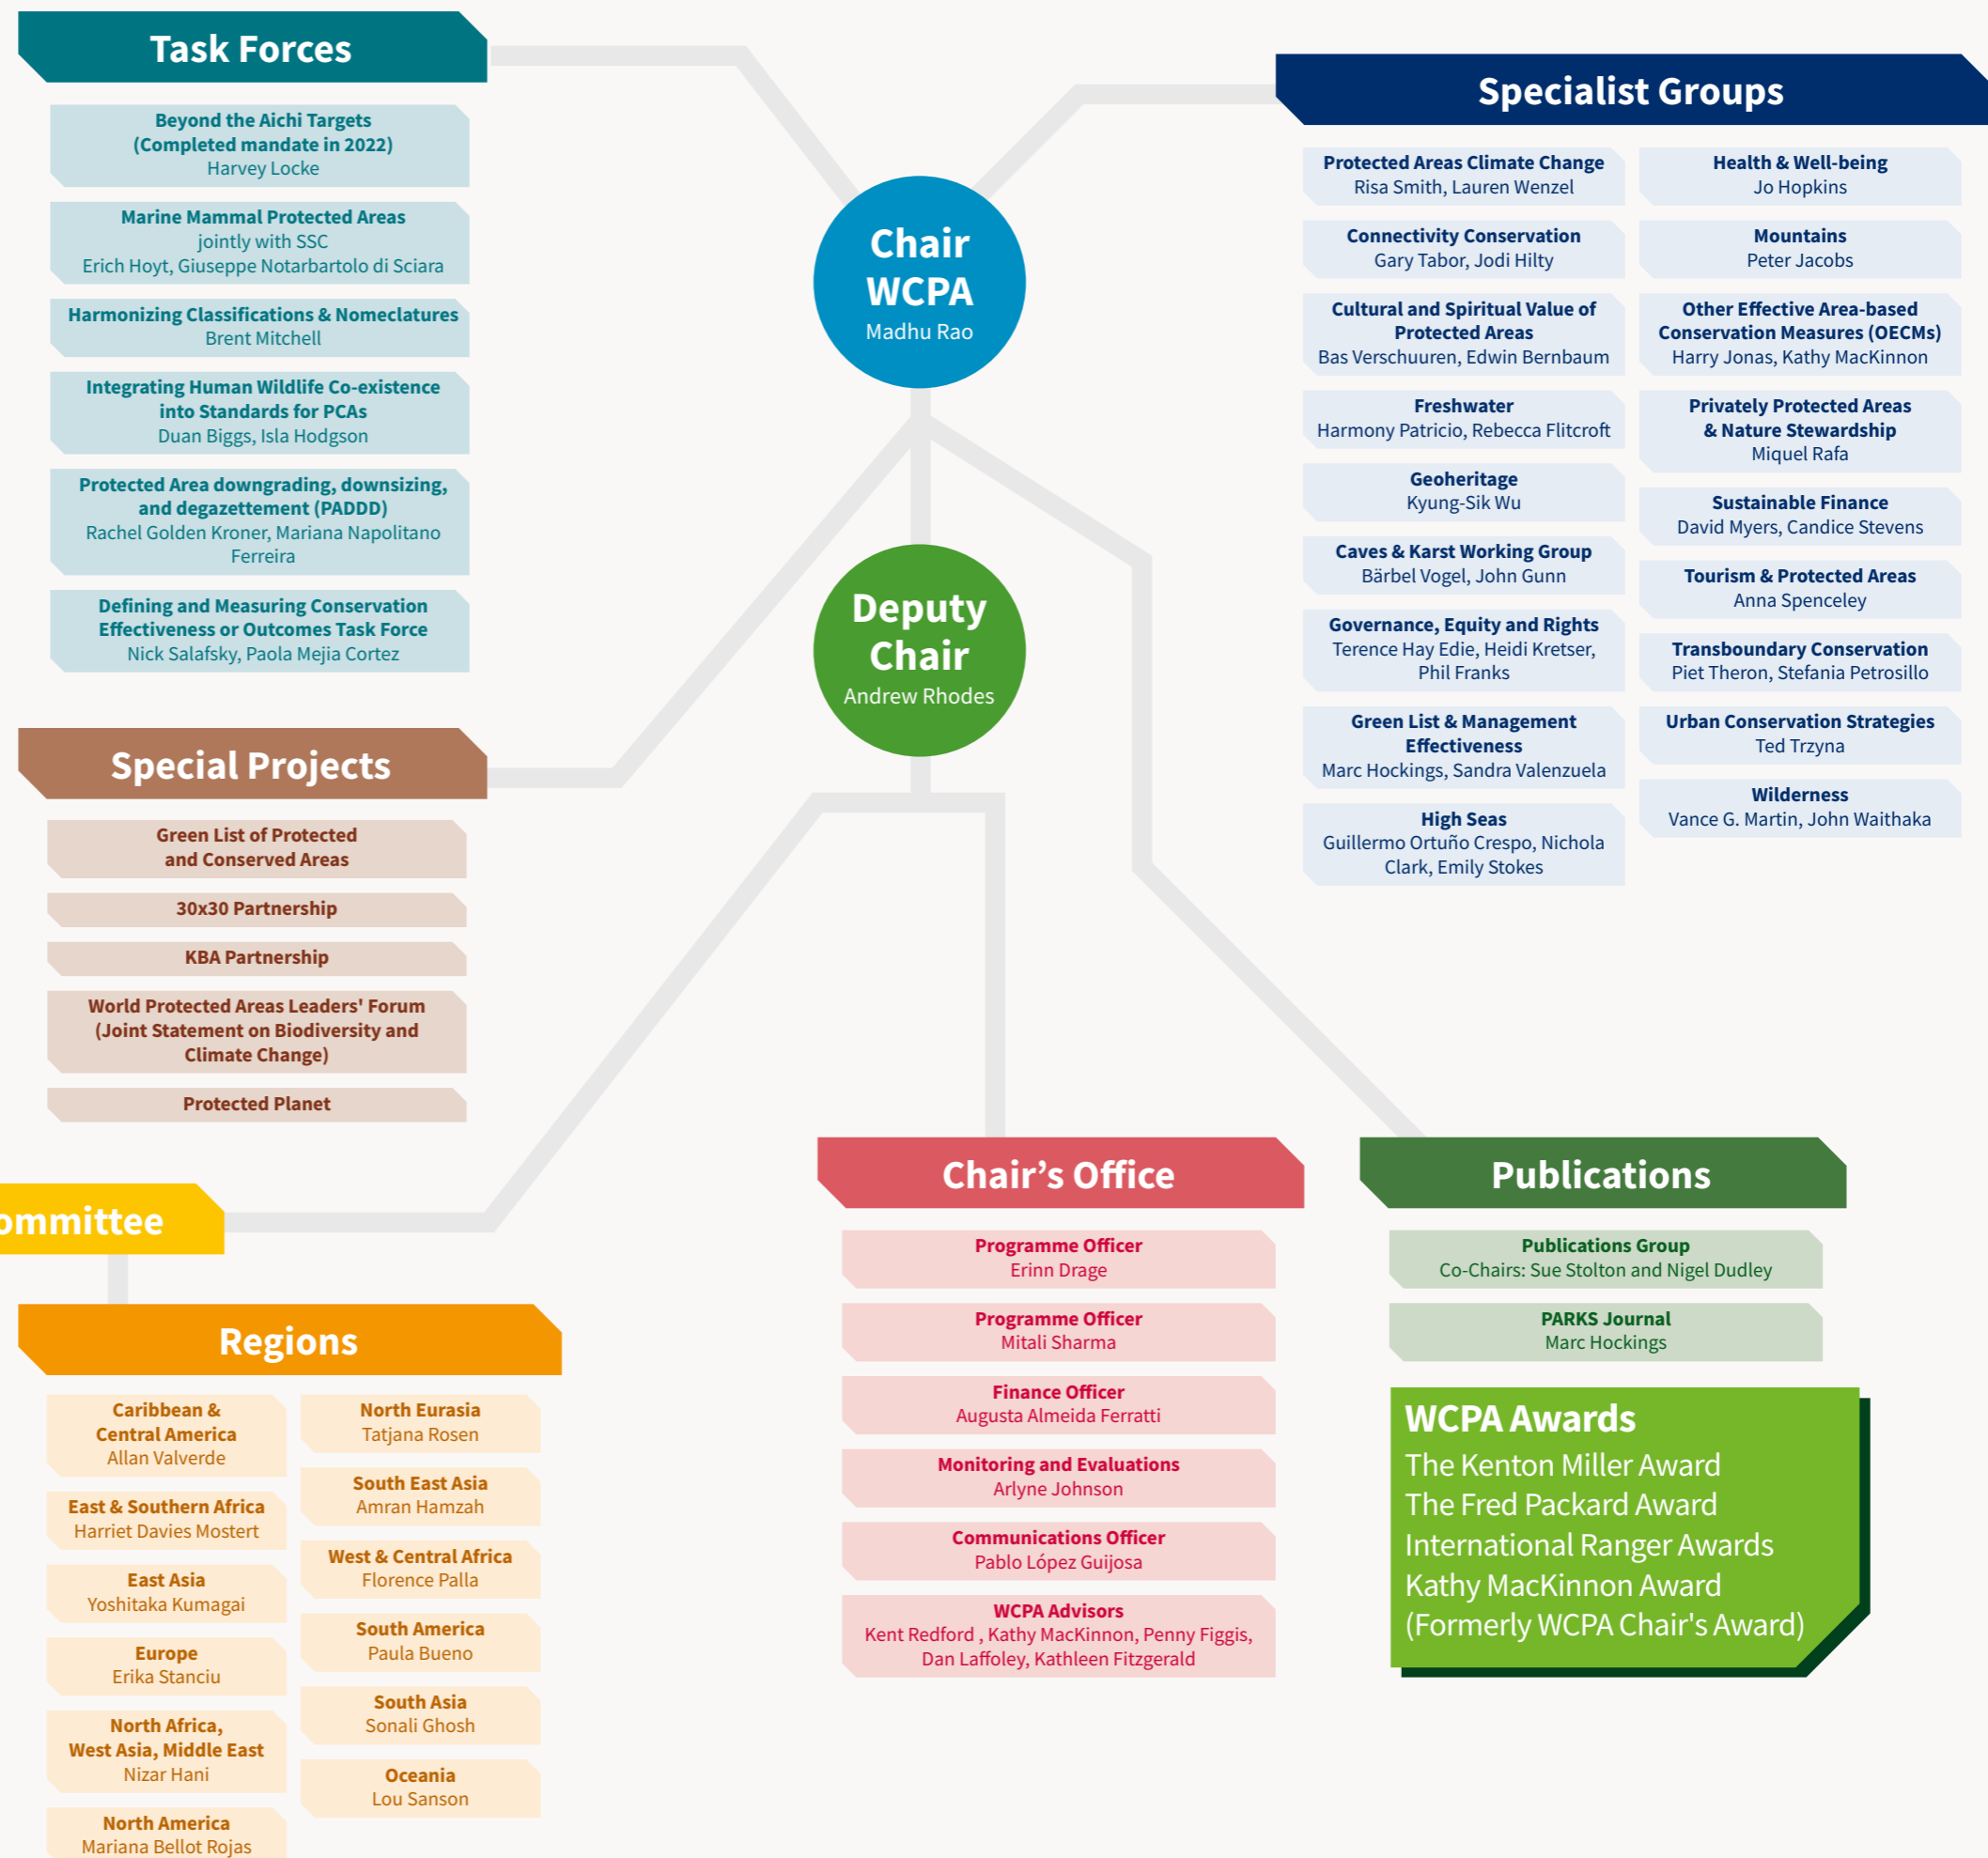 Task Forces
Beyond the Aichi Targets
(Completed mandate in 2022)
Harvey Locke
Marine Mammal Protected Areas
jointly with SSC
Erich Hoyt, Giuseppe Notarbartolo di Sciara
Harmonizing Classifications & Nomeclatures
Brent Mitchell
Integrating Human Wildlife Co-existence
into Standards for PCAs
Duan Biggs, Isla Hodgson
Protected Area downgrading, downsizing,
and degazettement (PADDD)
Rachel Golden Kroner, Mariana Napolitano
Ferreira
Defining and Measuring Conservation
Effectiveness or Outcomes Task Force
Nick Salafsky, Paola Mejia Cortez
Chair
WCPA
Madhu Rao
Deputy
Chair
Andrew Rhodes
Specialist Groups
Protected Areas Climate Change
Risa Smith, Lauren Wenzel
Connectivity Conservation
Gary Tabor, Jodi Hilty
Cultural and Spiritual Value of
Protected Areas
Bas Verschuuren, Edwin Bernbaum
Freshwater
Harmony Patricio, Rebecca Flitcroft
Geoheritage
Kyung-Sik Wu
Caves & Karst Working Group
Bärbel Vogel, John Gunn
Governance, Equity and Rights
Terence Hay Edie, Heidi Kretser,
Phil Franks
Green List & Management
Effectiveness
Marc Hockings, Sandra Valenzuela
High Seas
Guillermo Ortuño Crespo, Nichola
Clark, Emily Stokes
Health & Well-being
Jo Hopkins
Mountains
Peter Jacobs
Other Effective Area-based
Conservation Measures (OECMs)
Harry Jonas, Kathy MacKinnon
Privately Protected Areas
& Nature Stewardship
Miquel Rafa
Sustainable Finance
David Myers, Candice Stevens
Tourism & Protected Areas
Anna Spenceley
Transboundary Conservation
Piet Theron, Stefania Petrosillo
Urban Conservation Strategies
Ted Trzyna
Wilderness
Vance G. Martin, John Waithaka
Special Projects
Green List of Protected
and Conserved Areas
30x30 Partnership
KBA Partnership
World Protected Areas Leaders' Forum
(Joint Statement on Biodiversity and
Climate Change)
Protected Planet
ommittee
Regions
Caribbean &
Central America
Allan Valverde
East & Southern Africa
Harriet Davies Mostert
East Asia
Yoshitaka Kumagai
Europe
Erika Stanciu
North Africa,
West Asia, Middle East
Nizar Hani
North America
Mariana Bellot Rojas
North Eurasia
Tatjana Rosen
South East Asia
Amran Hamzah
West & Central Africa
Florence Palla
South America
Paula Bueno
South Asia
Sonali Ghosh
Oceania
Lou Sanson
Chair’s Office
Programme Officer
Erinn Drage
Programme Officer
Mitali Sharma
Finance Officer
Augusta Almeida Ferratti
Monitoring and Evaluations
Arlyne Johnson
Communications Officer
Pablo López Guijosa
WCPA Advisors
Kent Redford , Kathy MacKinnon, Penny Figgis,
Dan Laffoley, Kathleen Fitzgerald
Publications
Publications Group
Co-Chairs: Sue Stolton and Nigel Dudley
PARKS Journal
Marc Hockings
WCPA Awards
The Kenton Miller Award
The Fred Packard Award
International Ranger Awards
Kathy MacKinnon Award
(Formerly WCPA Chair's Award)